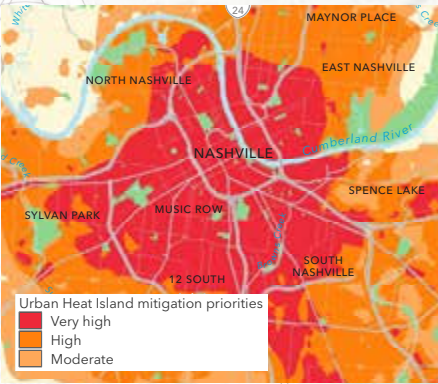 24
MAYNOR PLACE
EAST NASHVILLE
NORTH NASHVILLE
Cumberland River
NASHVILLE
SPENCE LAKE
SYLVAN PARK
MUSIC ROW
SOUTH
NASHVILLE
12 SOUTH
Urban Heat Island mitigation priorities
Very high
High
Moderate